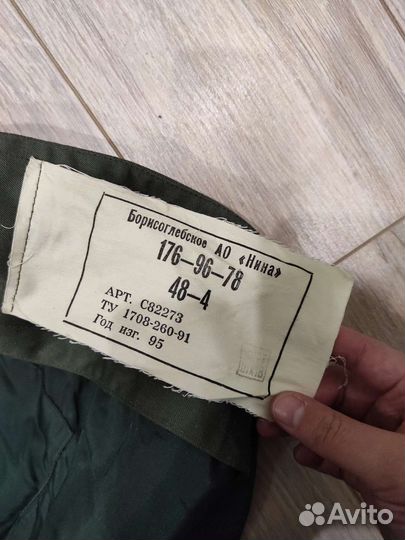 Борисоглебское АО «Нина»
176—96—78
48—4
АРТ. С82273
ТУ 1708-260-91
Год изг. 95
Avito